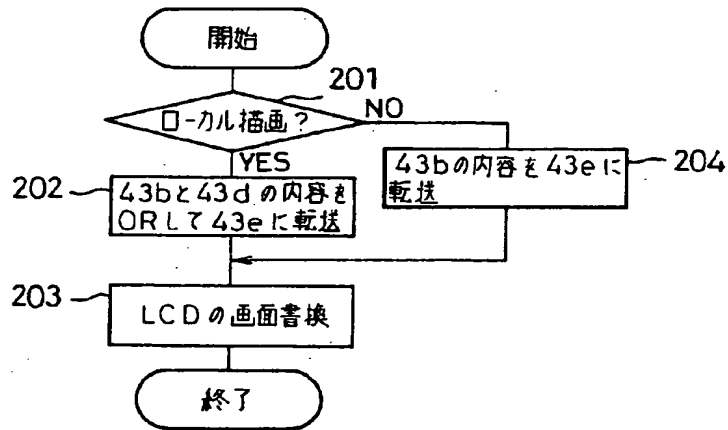 開始
201
ローカル描画?
NO
YES
202
43bと43dの内容を
ORして43eに転送
43bの内容を43eに
転送
204
203
LCDの画面書換
終了